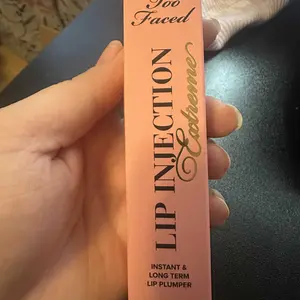 Too
Faced
LIP INJECTION
Extreme
INSTANT &
LONG TERM
LIP PLUMPER